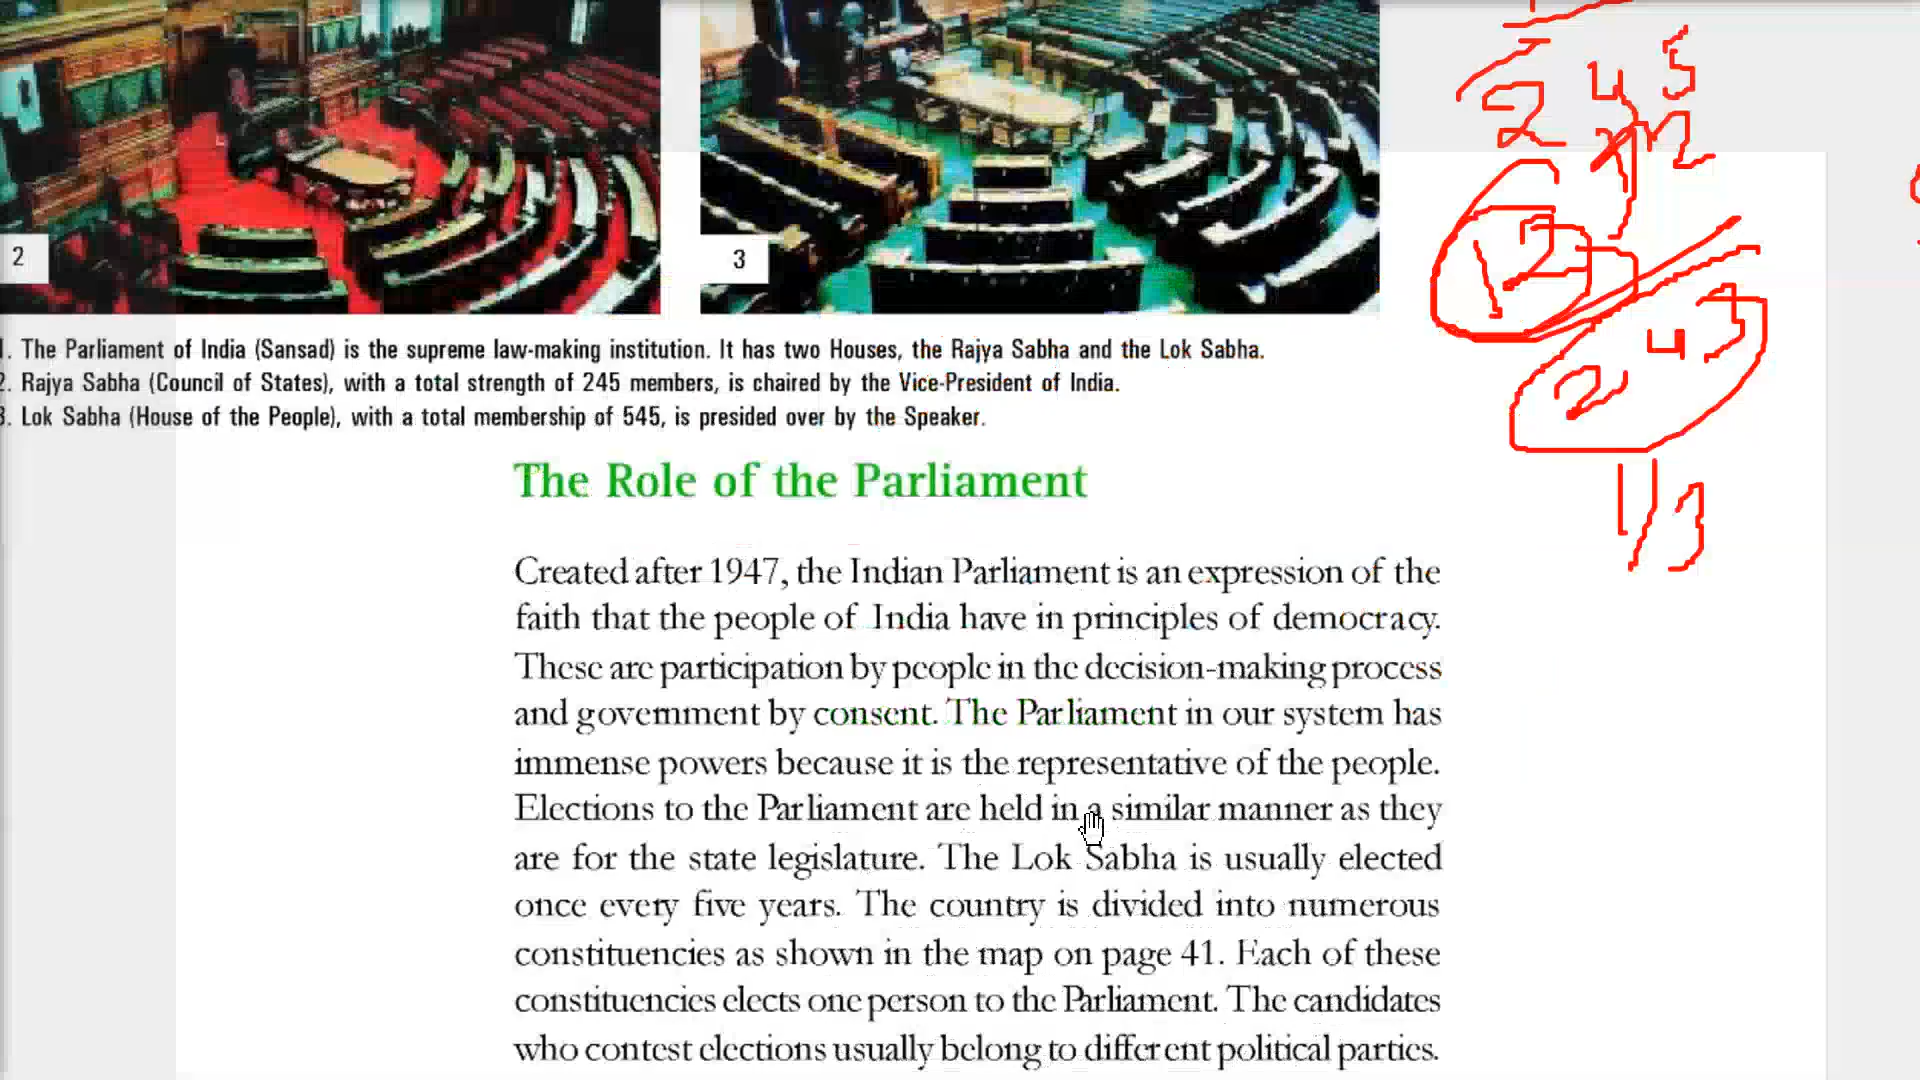 2
3
1. The Parliament of India (Sansad) is the supreme law-making institution. It has two Houses, the Rajya Sabha and the Lok Sabha.
2. Rajya Sabha (Council of States), with a total strength of 245 members, is chaired by the Vice-President of India.
3. Lok Sabha (House of the People), with a total membership of 545, is presided over by the Speaker.
245
12
243
1/3
The Role of the Parliament
Created after 1947, the Indian Parliament is an expression of the
faith that the people of India have in principles of democracy.
These are participation by people in the decision-making process
and government by consent. The Parliament in our system has
immense powers because it is the representative of the people.
Elections to the Parliament are held in a similar manner as they
are for the state legislature. The Lok Sabha is usually elected
once every five years. The country is divided into numerous
constituencies as shown in the map on page 41. Each of these
constituencies elects one person to the Parliament. The candidates
who contest elections usually belong to different political parties.